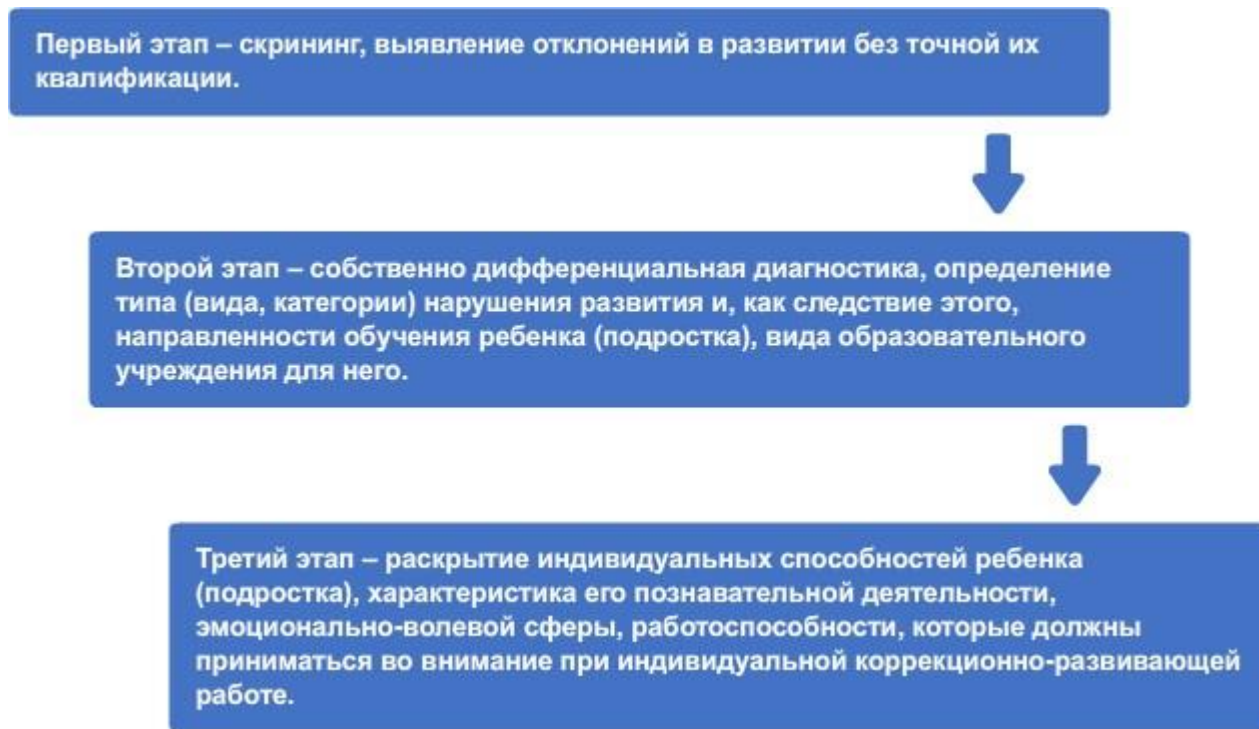 Первый этап – скрининг, выявление отклонений в развитии без точной их
квалификации.
Второй этап – собственно дифференциальная диагностика, определение
типа (вида, категории) нарушения развития и, как следствие этого,
направленности обучения ребенка (подростка), вида образовательного
учреждения для него.
Третий этап – раскрытие индивидуальных способностей ребенка
(подростка), характеристика его познавательной деятельности,
эмоционально-волевой сферы, работоспособности, которые должны
приниматься во внимание при индивидуальной коррекционно-развивающей
работе.